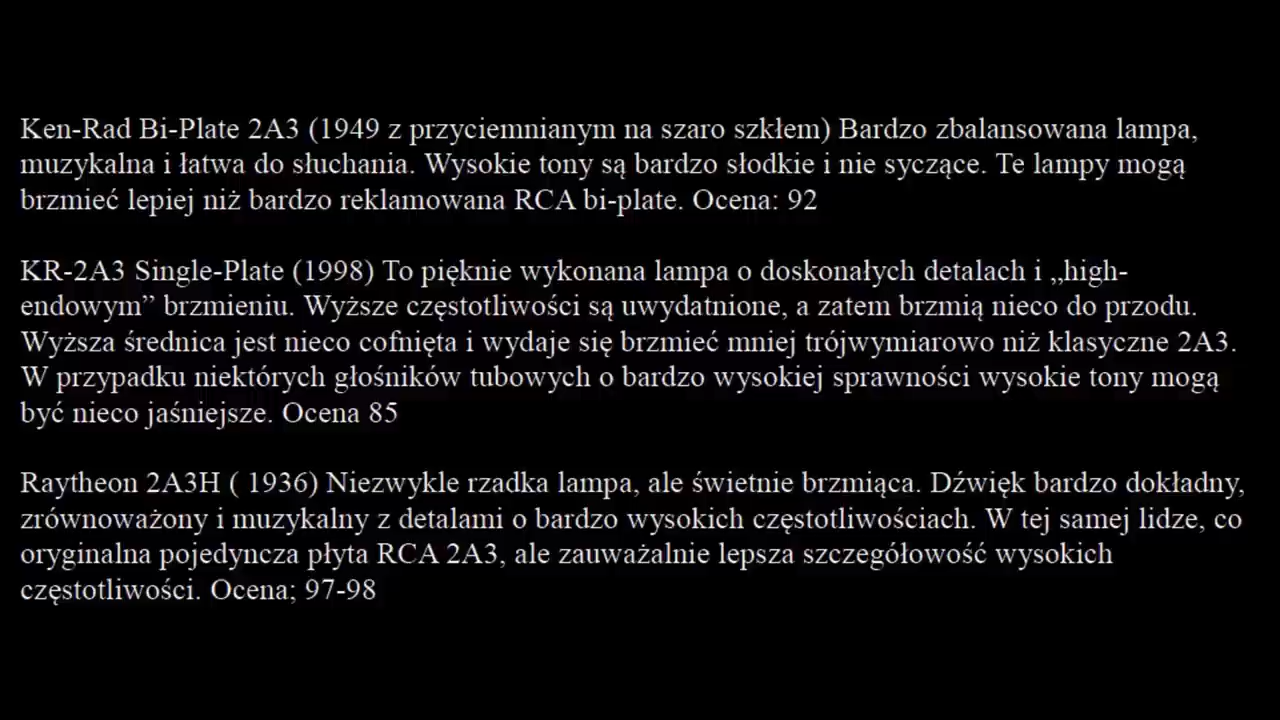 Ken-Rad Bi-Plate 2A3 (1949 z przyciemnianym na szaro szkłem) Bardzo zbalansowana lampa,
muzykalna i łatwa do słuchania. Wysokie tony są bardzo słodkie i nie syczące. Te lampy mogą
brzmieć lepiej niż bardzo reklamowana RCA bi-plate. Ocena: 92
KR-2A3 Single-Plate (1998) To pięknie wykonana lampa o doskonałych detalach i „high-
endowym” brzmieniu. Wyższe częstotliwości są uwydatnione, a zatem brzmią nieco do przodu.
Wyższa średnica jest nieco cofnięta i wydaje się brzmieć mniej trójwymiarowo niż klasyczne 2A3.
W przypadku niektórych głośników tubowych o bardzo wysokiej sprawności wysokie tony mogą
być nieco jaśniejsze. Ocena 85
Raytheon 2A3H ( 1936) Niezwykle rzadka lampa, ale świetnie brzmiąca. Dźwięk bardzo dokładny,
zrównoważony i muzykalny z detalami o bardzo wysokich częstotliwościach. W tej samej lidze, co
oryginalna pojedyncza płyta RCA 2A3, ale zauważalnie lepsza szczegółowość wysokich
częstotliwości. Ocena; 97-98